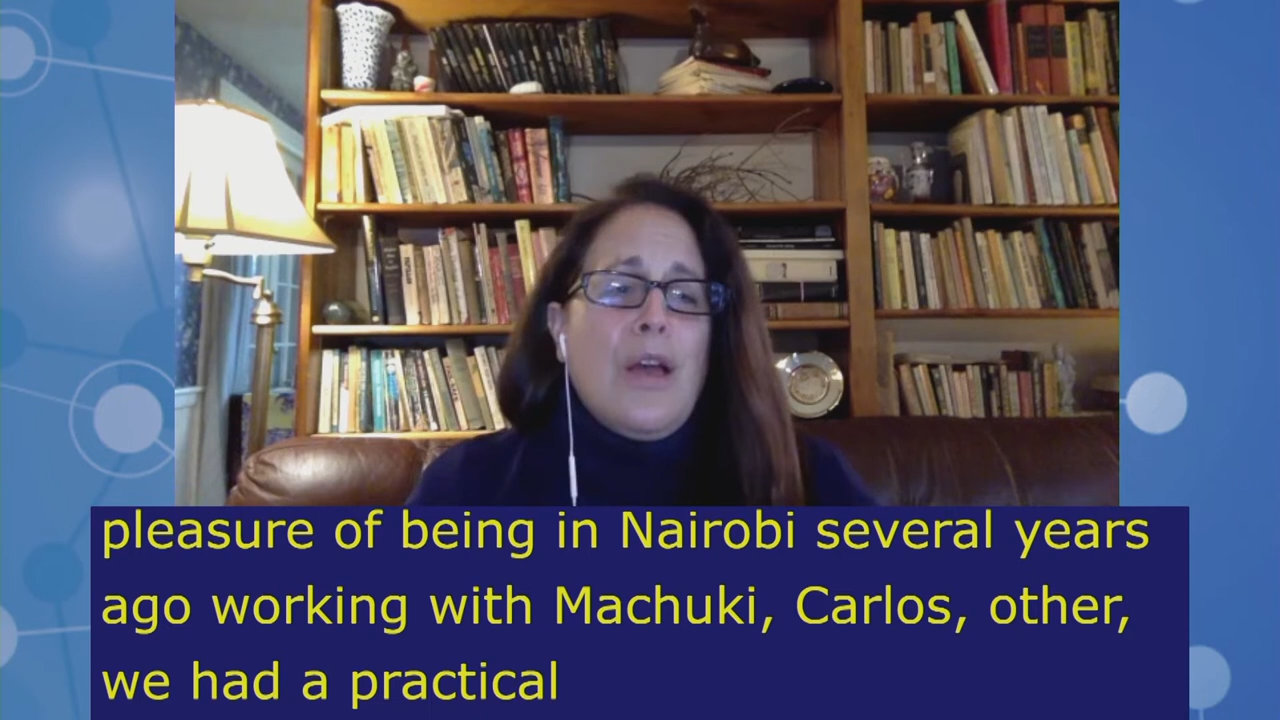 pleasure of being in Nairobi several years
ago working with Machuki, Carlos, other,
we had a practical